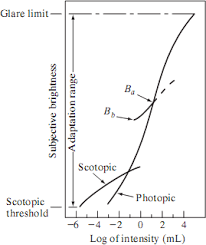 Glare limit
Subjective brightness
Adaptation range
Ba
Bb
Scotopic
Scotopic
threshold
Photopic
−6 −4 −2 0 2 4
Log of intensity (mL)